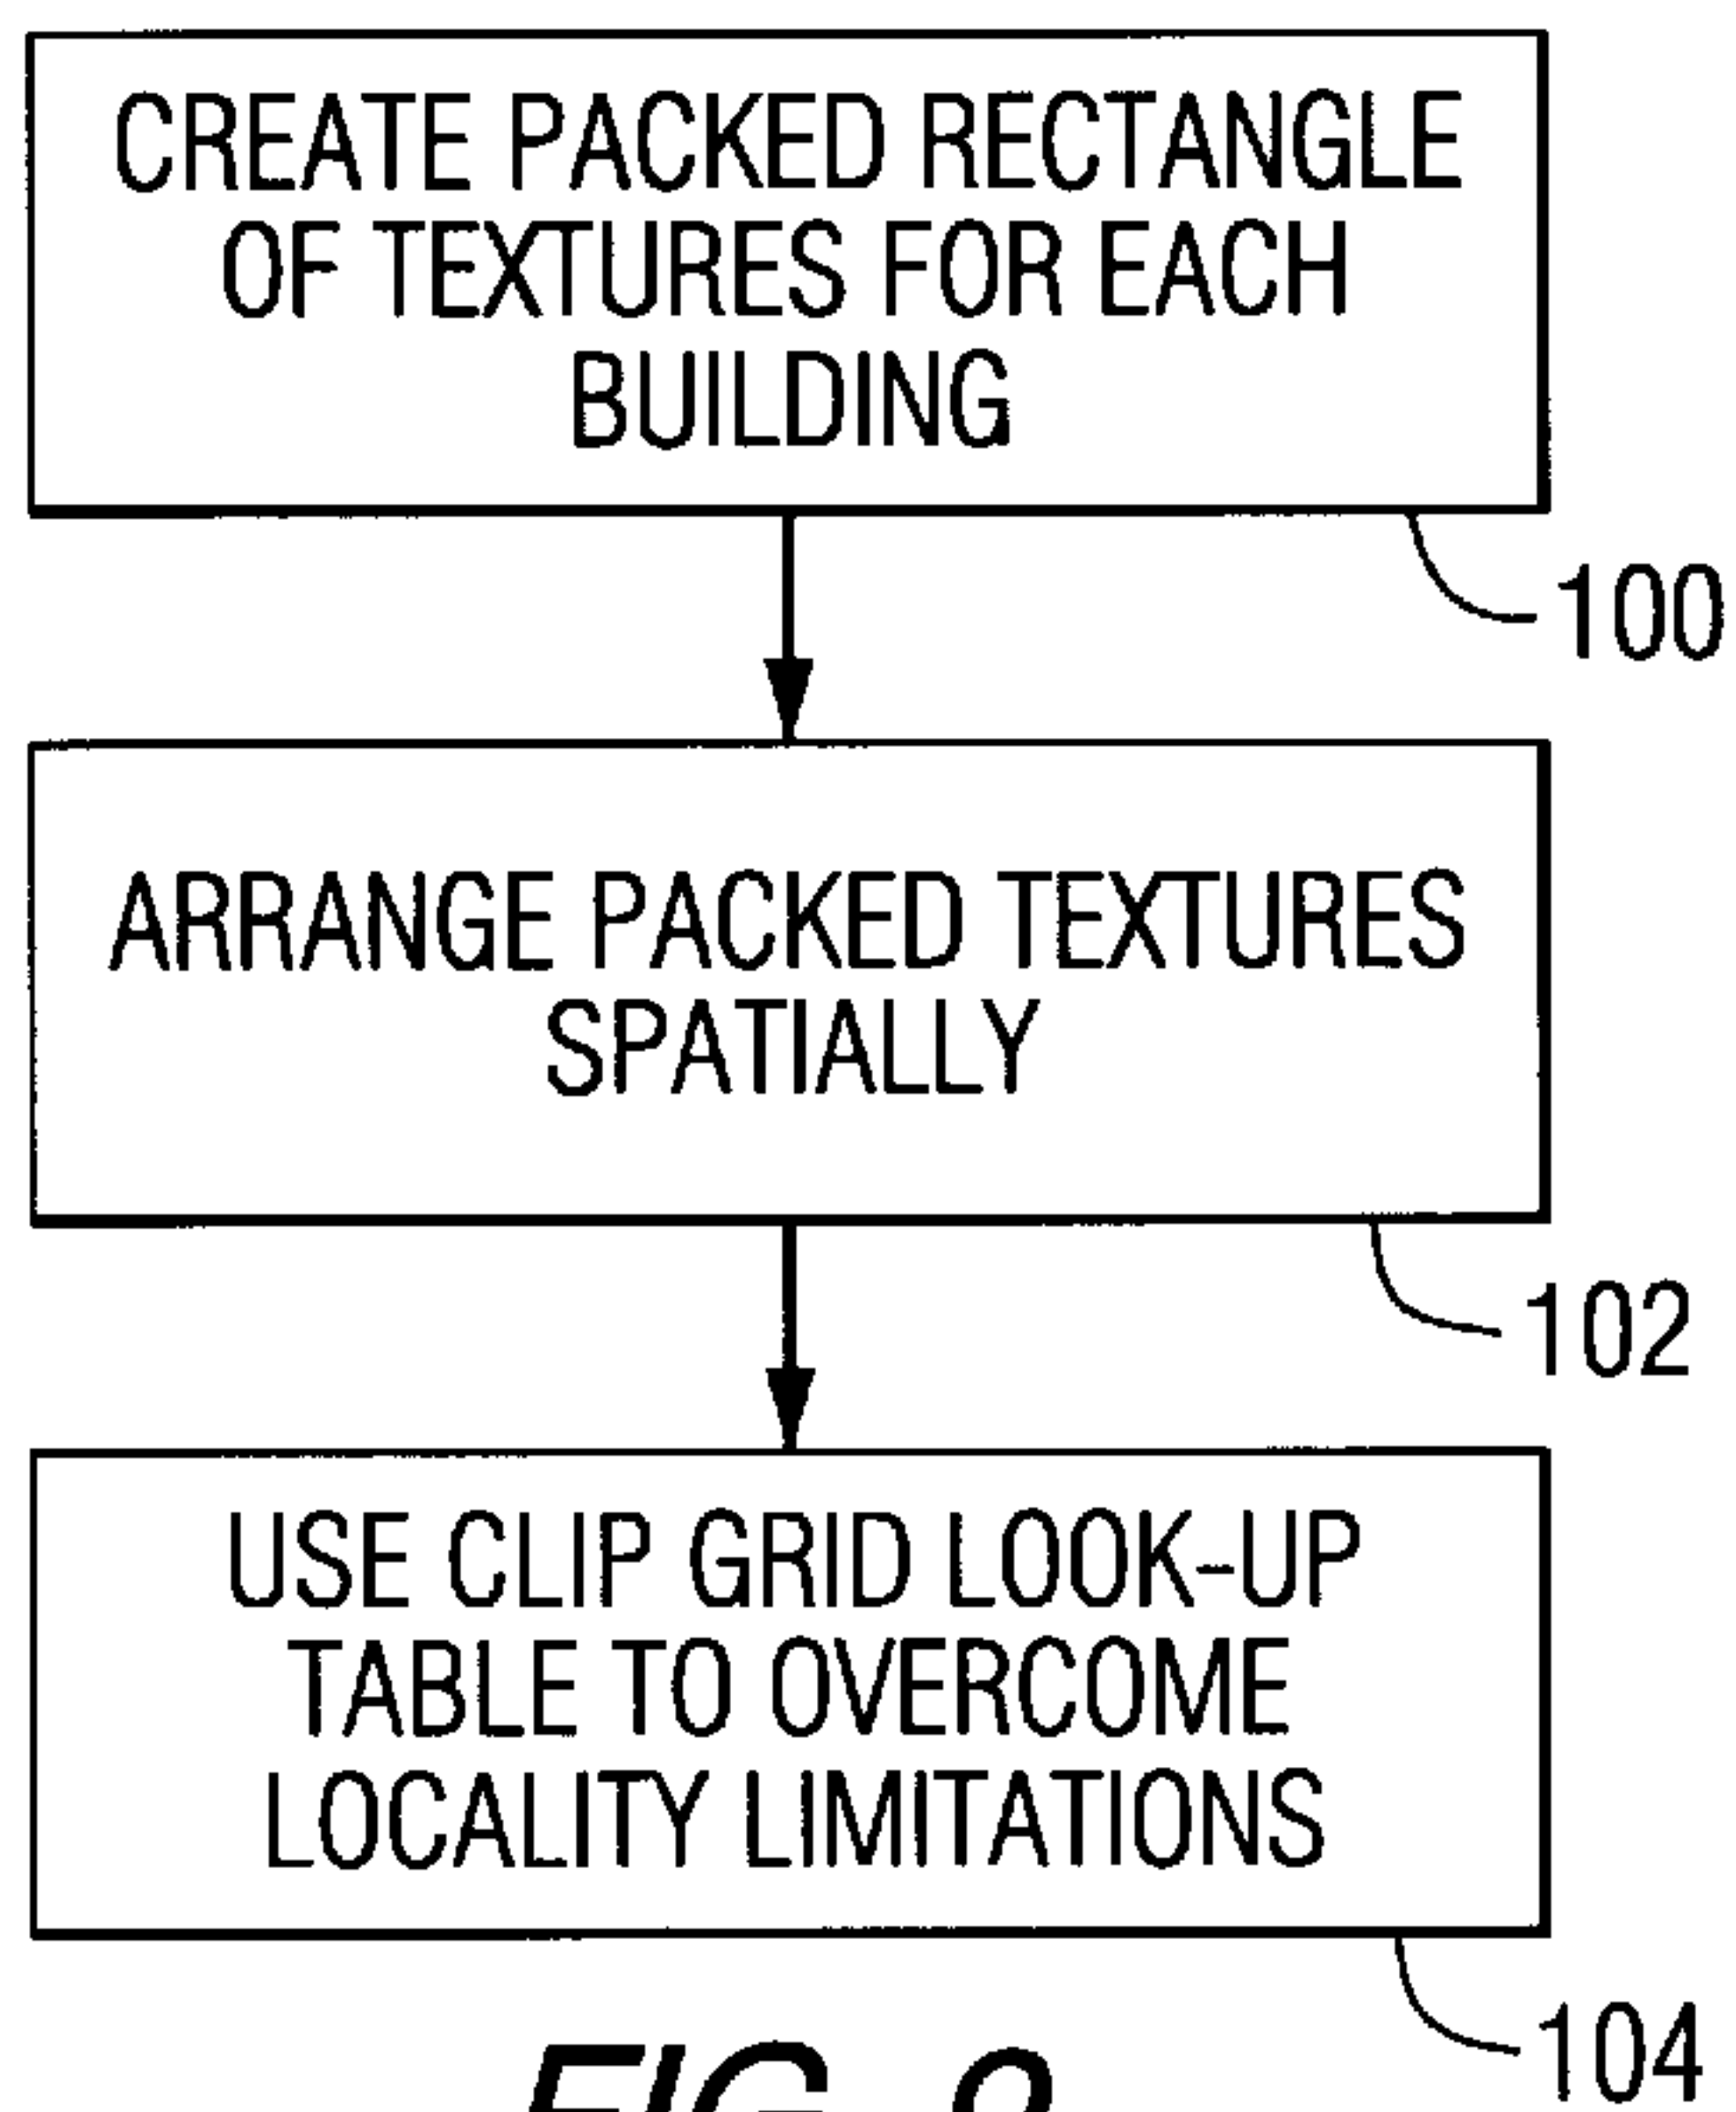 CREATE PACKED RECTANGLE
OF TEXTURES FOR EACH
BUILDING
100
ARRANGE PACKED TEXTURES
SPATIALLY
102
USE CLIP GRID LOOK-UP
TABLE TO OVERCOME
LOCALITY LIMITATIONS
104
FIG.